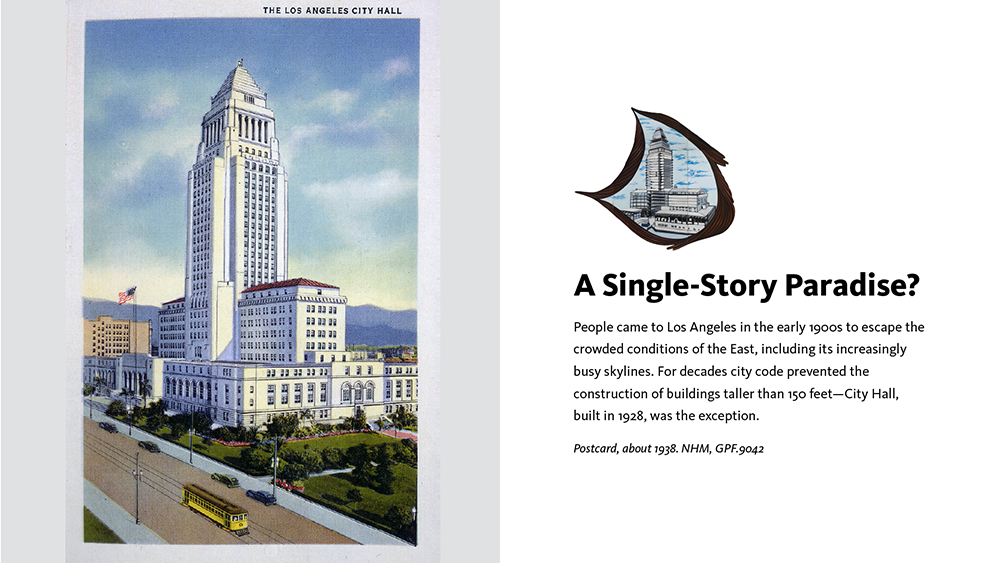 THE LOS ANGELES CITY HALL
A Single-Story Paradise?
People came to Los Angeles in the early 1900s to escape the
crowded conditions of the East, including its increasingly
busy skylines. For decades city code prevented the
construction of buildings taller than 150 feet—City Hall,
built in 1928, was the exception.
Postcard, about 1938. NHM, GPF.9042